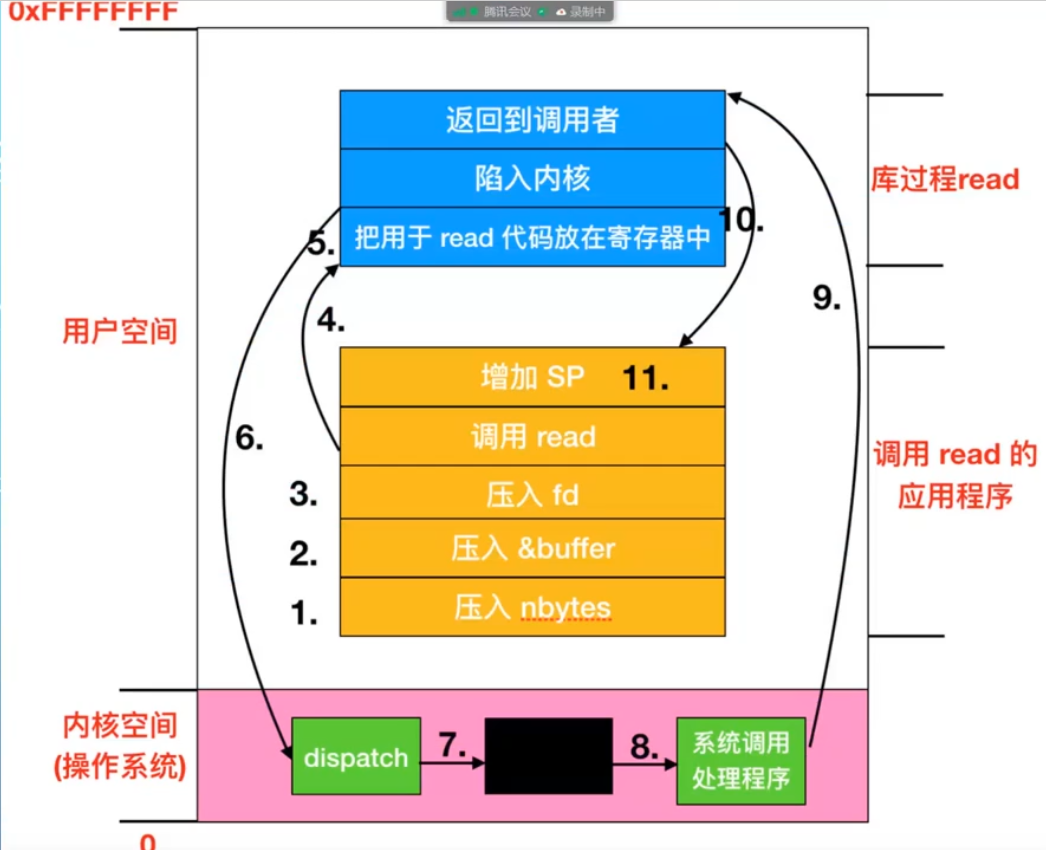 0xFFFFFFFF
腾讯会议 录制中
返回到调用者
陷入内核
库过程read
10.
5.
把用于 read 代码放在寄存器中
9.
4.
用户空间
增加 SP 11.
6.
调用 read
调用 read 的
应用程序
3.
压入 fd
2.
压入 &buffer
1.
压入 nbytes
内核空间
(操作系统)
dispatch
7.
8.
系统调用
处理程序
0